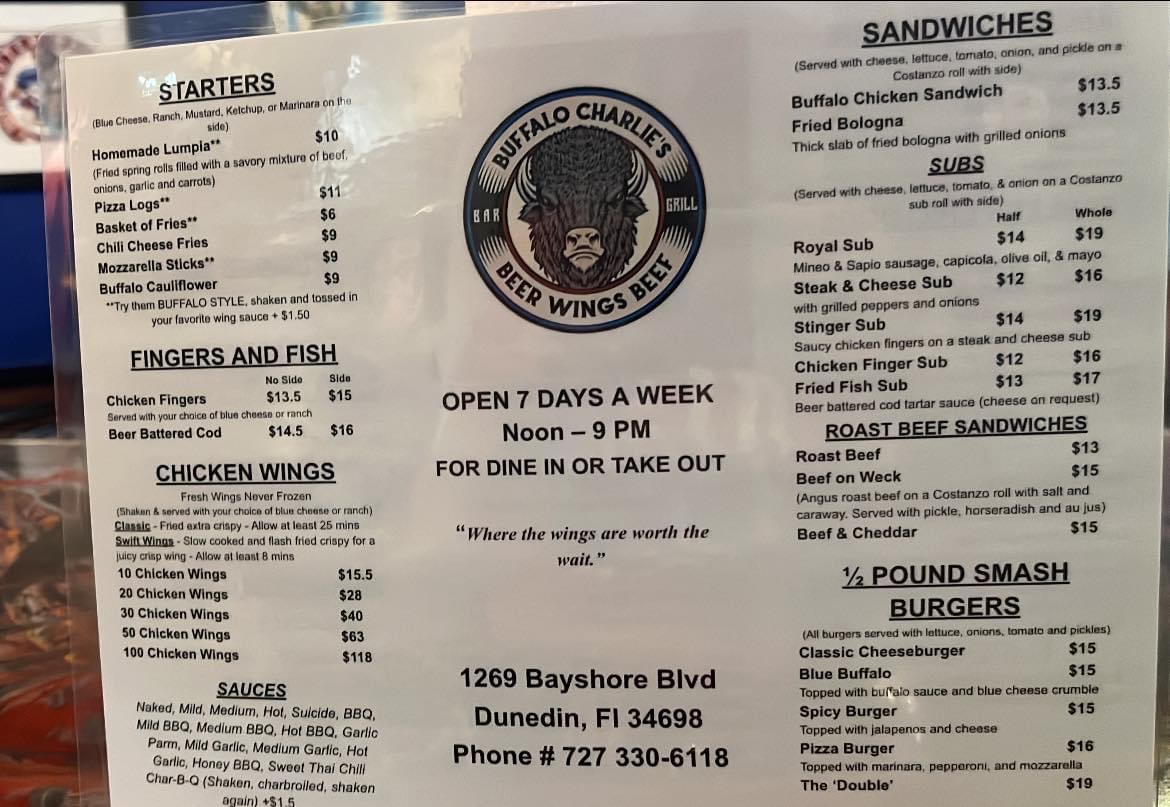 STARTERS
(Blue Cheese, Ranch, Mustard, Ketchup, or Marinara on the
side)
Homemade Lumpia** $10
(Fried spring rolls filled with a savory mixture of beef,
onions, garlic and carrots)
Pizza Logs** $11
Basket of Fries** $6
Chili Cheese Fries $9
Mozzarella Sticks** $9
Buffalo Cauliflower $9
**Try them BUFFALO STYLE, shaken and tossed in
your favorite wing sauce + $1.50
FINGERS AND FISH
No Side Side
Chicken Fingers $13.5 $15
Served with your choice of blue cheese or ranch
Beer Battered Cod $14.5 $16
CHICKEN WINGS
Fresh Wings Never Frozen
(Shaken & served with your choice of blue cheese or ranch)
Classic - Fried extra crispy - Allow at least 25 mins
Swift Wings - Slow cooked and flash fried crispy for a
juicy crisp wing - Allow at least 8 mins
10 Chicken Wings $15.5
20 Chicken Wings $28
30 Chicken Wings $40
50 Chicken Wings $63
100 Chicken Wings $118
SAUCES
Naked, Mild, Medium, Hot, Suicide, BBQ,
Mild BBQ, Medium BBQ, Hot BBQ, Garlic
Parm, Mild Garlic, Medium Garlic, Hot
Garlic, Honey BBQ, Sweet Thai Chili
Char-B-Q (Shaken, charbroiled, shaken
again) +$1.5
BUFFALO CHARLIE'S
BAR GRILL
BEER WINGS BEEF
OPEN 7 DAYS A WEEK
Noon – 9 PM
FOR DINE IN OR TAKE OUT
“Where the wings are worth the
wait.”
1269 Bayshore Blvd
Dunedin, Fl 34698
Phone # 727 330-6118
SANDWICHES
(Served with cheese, lettuce, tomato, onion, and pickle on a
Costanzo roll with side)
Buffalo Chicken Sandwich $13.5
Fried Bologna $13.5
Thick slab of fried bologna with grilled onions
SUBS
(Served with cheese, lettuce, tomato, & onion on a Costanzo
sub roll with side)
Half Whole
Royal Sub $14 $19
Mineo & Sapio sausage, capicola, olive oil, & mayo
Steak & Cheese Sub $12 $16
with grilled peppers and onions
Stinger Sub $14 $19
Saucy chicken fingers on a steak and cheese sub
Chicken Finger Sub $12 $16
Fried Fish Sub $13 $17
Beer battered cod tartar sauce (cheese on request)
ROAST BEEF SANDWICHES
Roast Beef $13
Beef on Weck $15
(Angus roast beef on a Costanzo roll with salt and
caraway. Served with pickle, horseradish and au jus)
Beef & Cheddar $15
½ POUND SMASH
BURGERS
(All burgers served with lettuce, onions, tomato and pickles)
Classic Cheeseburger $15
Blue Buffalo $15
Topped with buffalo sauce and blue cheese crumble
Spicy Burger $15
Topped with jalapenos and cheese
Pizza Burger $16
Topped with marinara, pepperoni, and mozzarella
The ‘Double’ $19